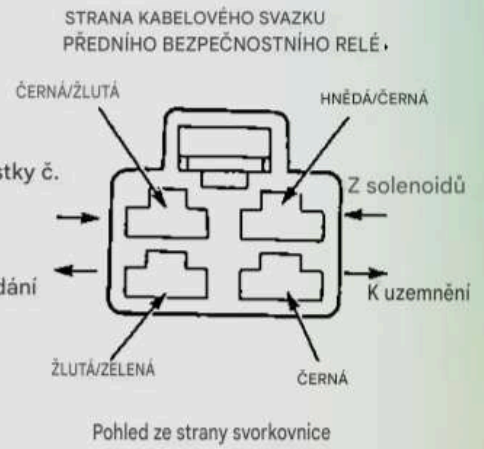 STRANA KABELOVÉHO SVAZKU
PŘEDNÍHO BEZPEČNOSTNÍHO RELÉ.
ČERNÁ/ŽLUTÁ
HNĚDÁ/ČERNÁ
č.
Z solenoidů
K uzemnění
ŽLUTÁ/ZELENÁ
ČERNÁ
Pohled ze strany svorkovnice